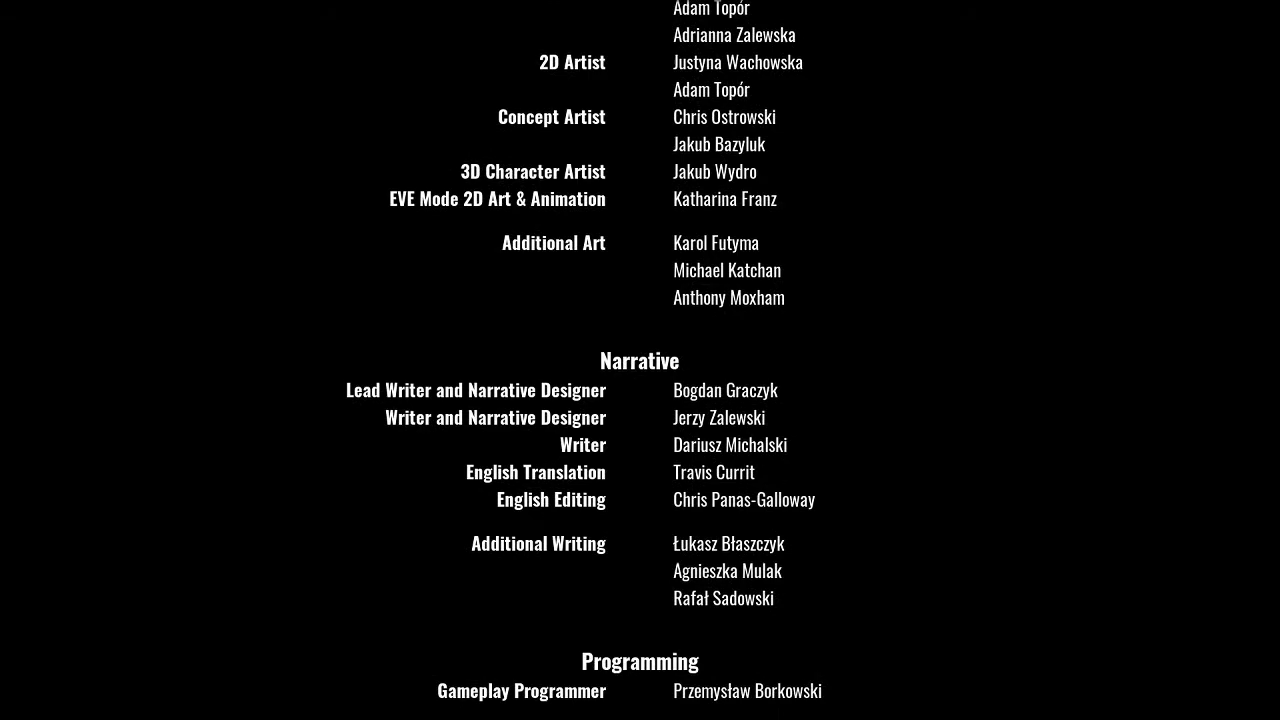 Adam Topór
Adrianna Zalewska
2D Artist Justyna Wachowska
Adam Topór
Concept Artist Chris Ostrowski
Jakub Bazyluk
3D Character Artist Jakub Wydro
EVE Mode 2D Art & Animation Katharina Franz
Additional Art Karol Futyma
Michael Katchan
Anthony Moxham
Narrative
Lead Writer and Narrative Designer Bogdan Graczyk
Writer and Narrative Designer Jerzy Zalewski
Writer Dariusz Michalski
English Translation Travis Currit
English Editing Chris Panas-Galloway
Additional Writing Łukasz Błaszczyk
Agnieszka Mulak
Rafał Sadowski
Programming
Gameplay Programmer Przemysław Borkowski